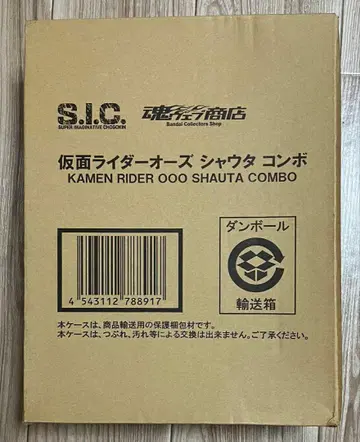 S.I.C.
SUPER IMAGINATIVE CHOGOKIN
魂ウェブ商店
Bandai Collectors Shop
仮面ライダーオーズ シャウタ コンボ
KAMEN RIDER OOO SHAUTA COMBO
4 543112 788917
ダンボール
輸送箱
本ケースは、商品輸送用の保護梱包材です。
本ケースは、つぶれ、汚れ等による交換は出来ません。ご了承ください。